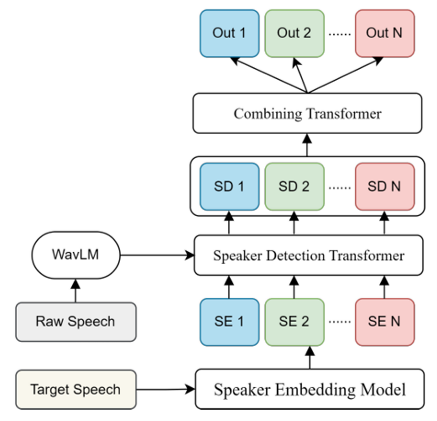 Out 1 Out 2 ...... Out N
Combining Transformer
SD 1 SD 2 ...... SD N
WavLM
Speaker Detection Transformer
Raw Speech
SE 1 SE 2 ...... SE N
Target Speech
Speaker Embedding Model